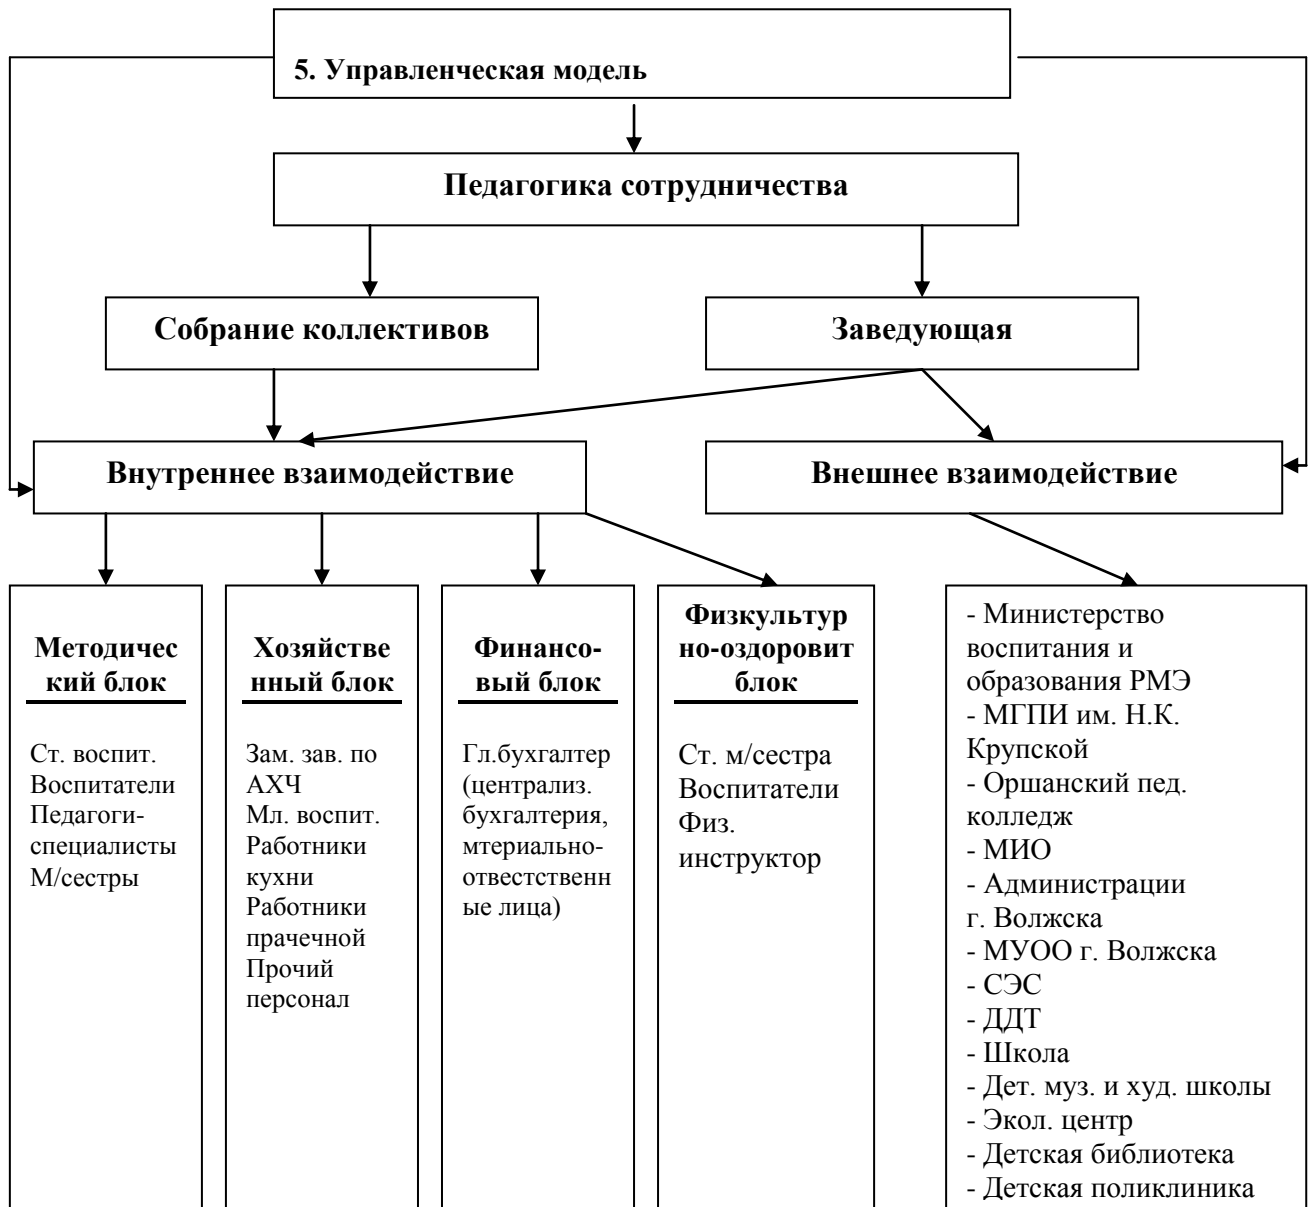 5. Управленческая модель
Педагогика сотрудничества
Собрание коллективов
Заведующая
Внутреннее взаимодействие
Внешнее взаимодействие
Методичес
кий блок
Ст. воспит.
Воспитатели
Педагоги-
специалисты
М/сестры
Хозяйстве
нный блок
Зам. зав. по
АХЧ
Мл. воспит.
Работники
кухни
Работники
прачечной
Прочий
персонал
Финансо-
вый блок
Гл.бухгалтер
(централиз.
бухгалтерия,
мтериально-
отвестственн
ые лица)
Физкультур
но-оздоровит
блок
Ст. м/сестра
Воспитатели
Физ.
инструктор
- Министерство
воспитания и
образования РМЭ
- МГПИ им. Н.К.
Крупской
- Оршанский пед.
колледж
- МИО
- Администрации
г. Волжска
- МУОО г. Волжска
- СЭС
- ДДТ
- Школа
- Дет. муз. и худ. школы
- Экол. центр
- Детская библиотека
- Детская поликлиника